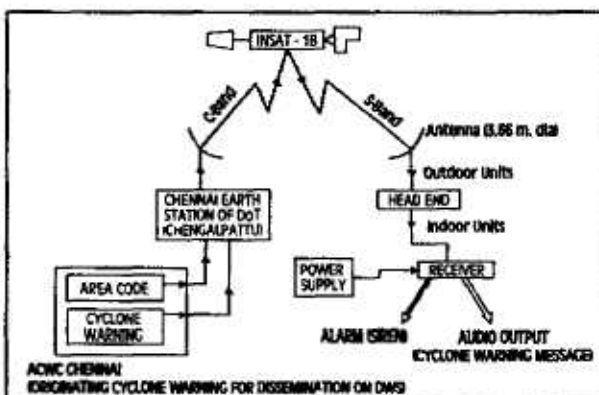 INSAT - 1B
C-Band
S-Band
Antenna (3.66 m. dia)
Outdoor Units
CHENNAI EARTH
STATION OF DoT
(CHENGALPATTU)
HEAD END
Indoor Units
AREA CODE
CYCLONE
WARNING
POWER
SUPPLY
RECEIVER
ALARM (SIREN)
AUDIO OUTPUT
(CYCLONE WARNING MESSAGE)
ACWC CHENNAI
(ORIGINATING CYCLONE WARNING FOR DISSEMINATION ON DWS)